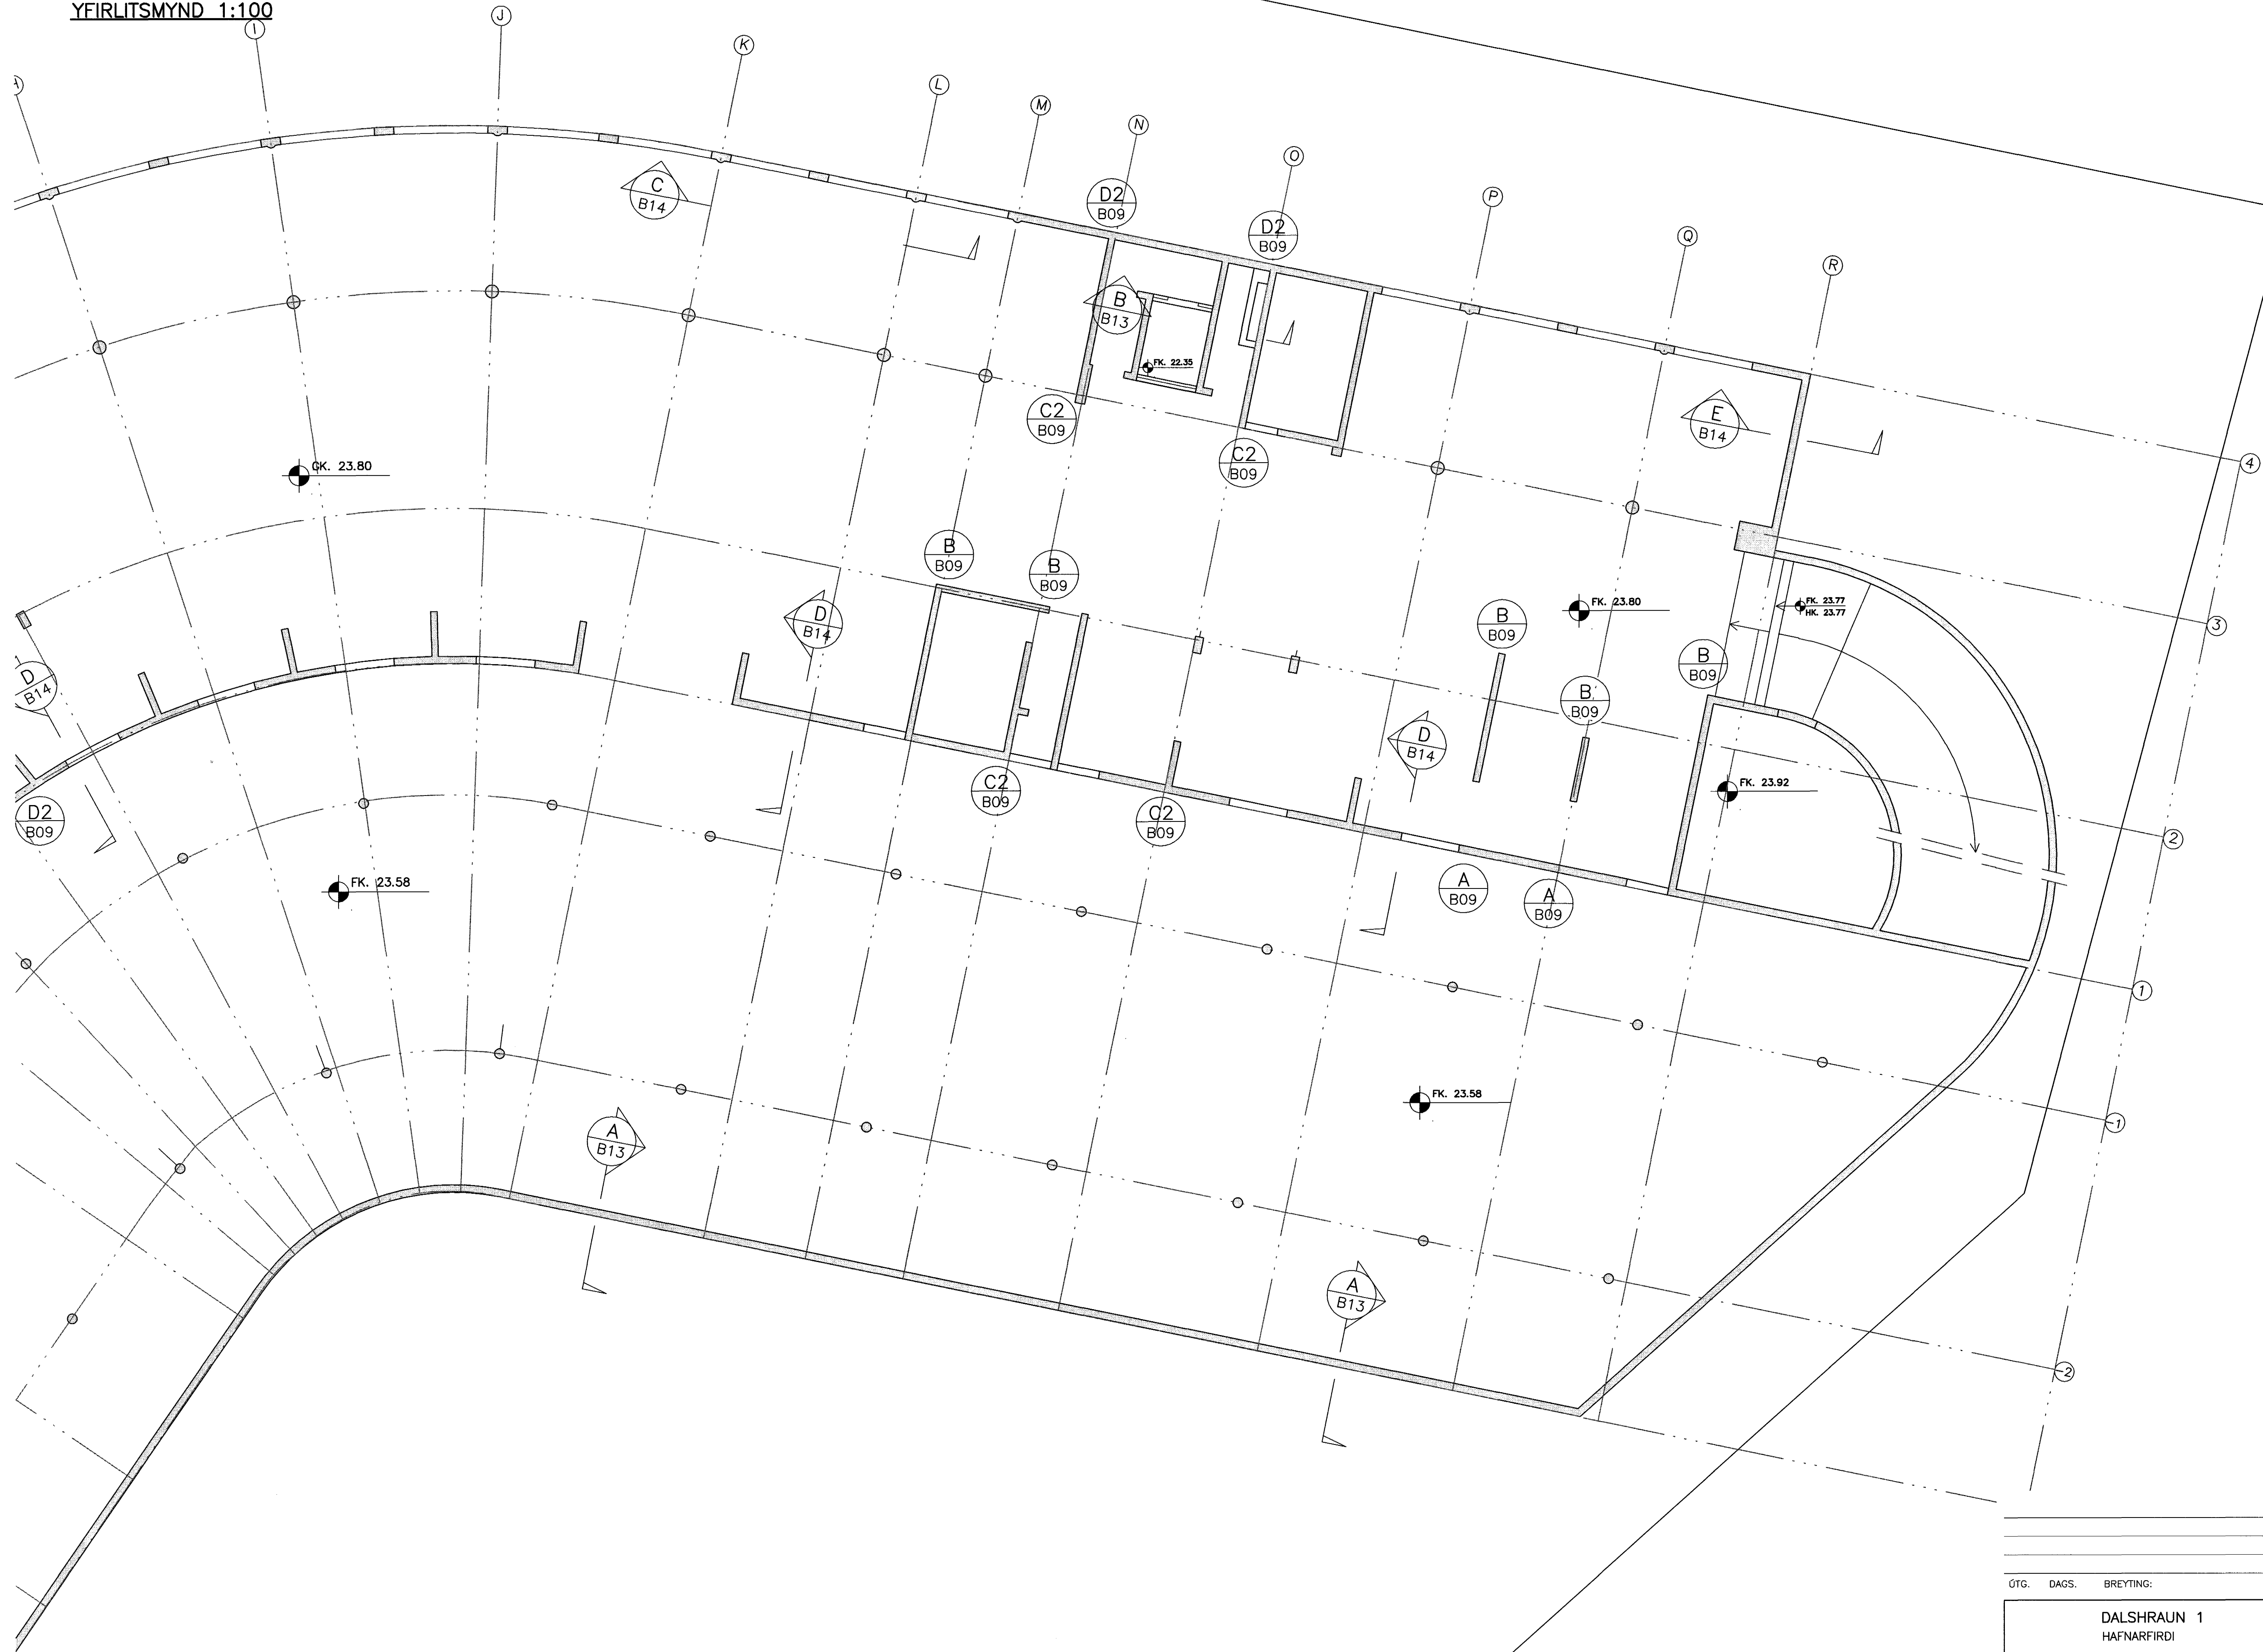 YFIRLITSMYND 1:100
H
I
J
K
L
M
N
O
P
Q
R
C
B14
D2
B09
D2
B09
B
B13
FK. 22.35
C2
B09
C2
B09
E
B14
4
GK. 23.80
B
B09
B
B09
D
B14
FK. 23.80
FK. 23.77
HK. 23.77
B
B09
3
B
B09
D
B14
B
B09
D
B14
FK. 23.92
C2
B09
C2
B09
D2
B09
2
FK. 23.58
A
B09
A
B09
1
FK. 23.58
-1
A
B13
A
B13
-2
ÚTG. DAGS. BREYTING:
DALSHRAUN 1
HAFNARFIRDI